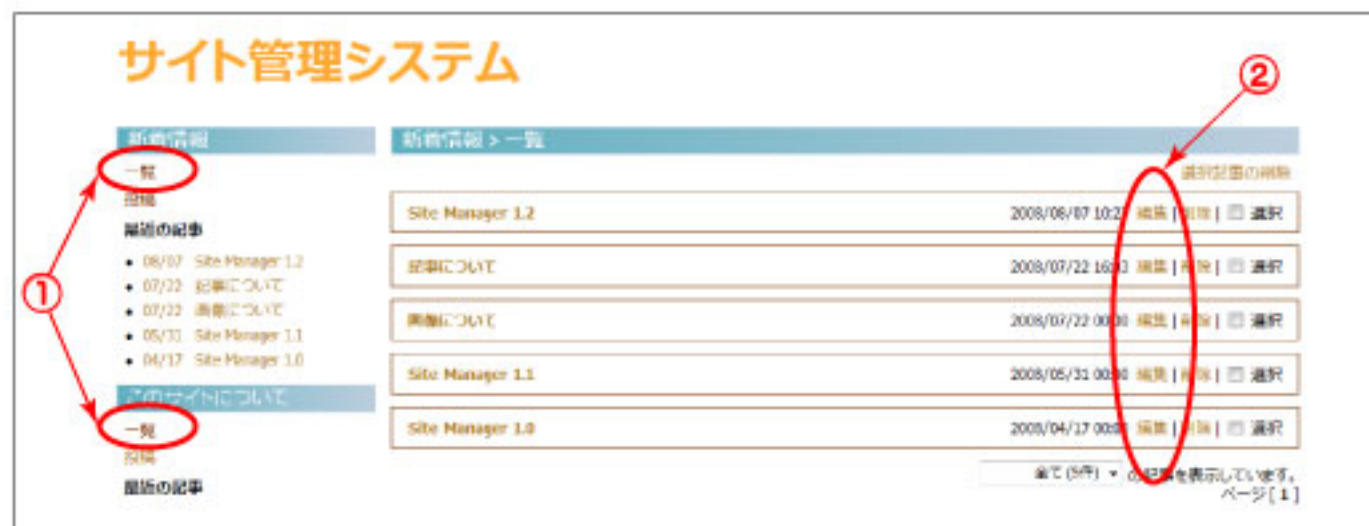 サイト管理システム
②
新着情報
新着情報 > 一覧
一覧
選択記事の削除
投稿
Site Manager 1.2
2008/08/07 10:2 編集 | 削除 | 選択
最近の記事
08/07 Site Manager 1.2
記事について
2008/07/22 16: 編集 | 削除 | 選択
07/22 記事について
①
07/22 画像について
画像について
2008/07/22 00:00 編集 | 削除 | 選択
05/31 Site Manager 1.1
04/17 Site Manager 1.0
Site Manager 1.1
2008/05/31 00:00 編集 | 削除 | 選択
このサイトについて
一覧
Site Manager 1.0
2008/04/17 00:0 編集 | 削除 | 選択
投稿
全て (5件) の記事を表示しています。
最近の記事
ページ [ 1 ]